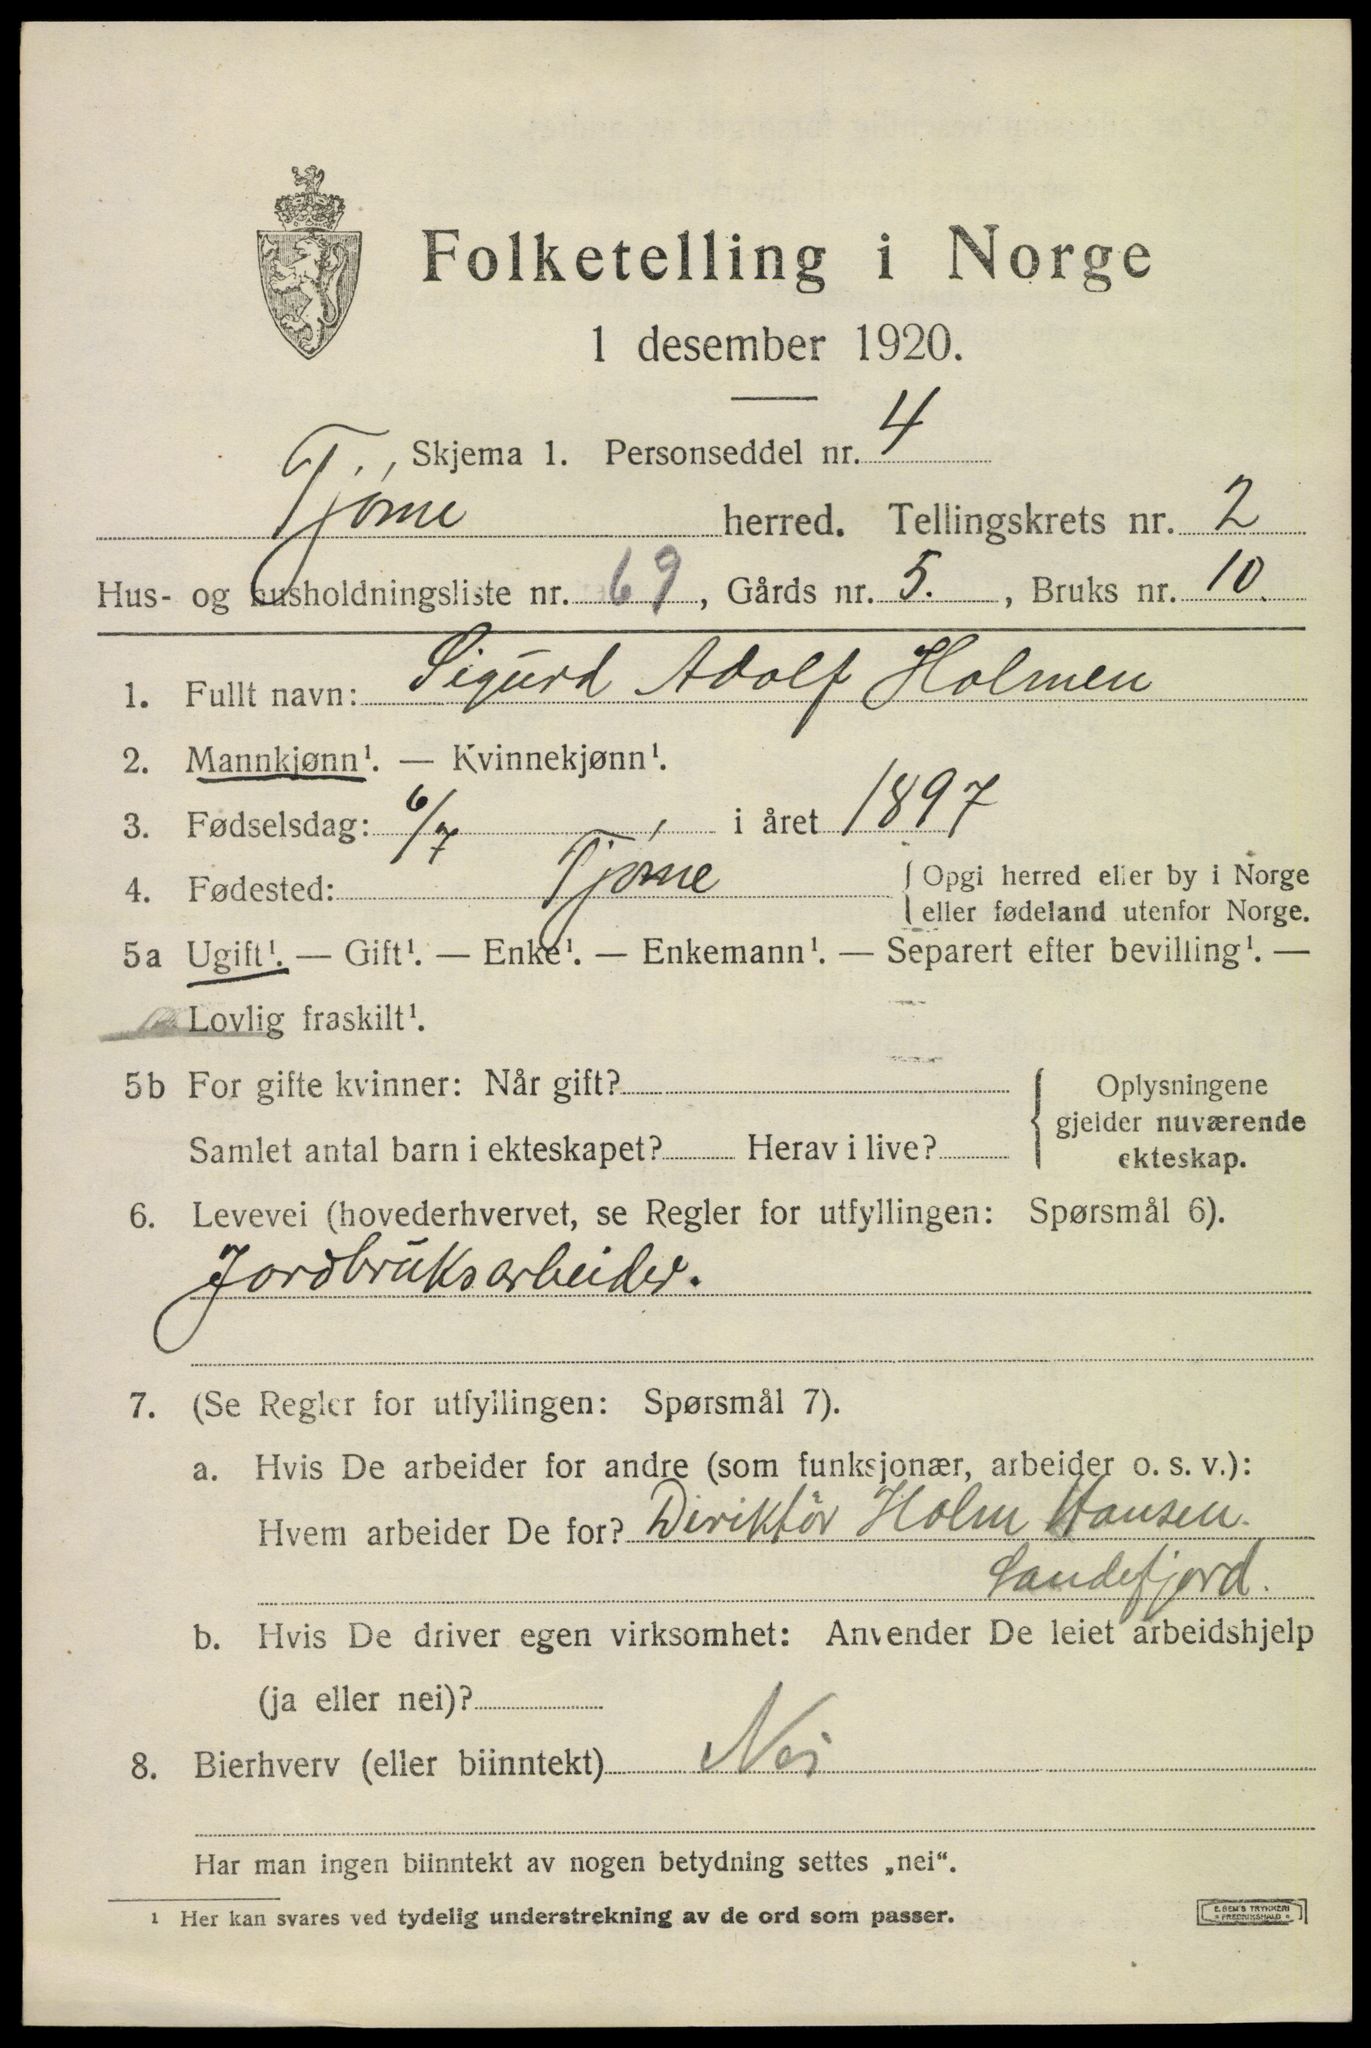 Folketelling i Norge
1 desember 1920.
Skjema 1. Personseddel nr. 4
Tjøme herred. Tellingskrets nr. 2
Hus- og husholdningsliste nr. 69, Gårds nr. 5., Bruks nr. 10.
1. Fullt navn: Sigurd Adolf Holmen
2. Mannkjønn¹. — Kvinnekjønn¹.
3. Fødselsdag: 6/7 i året 1897
4. Fødested: Tjøme { Opgi herred eller by i Norge
eller fødeland utenfor Norge.
5a Ugift¹. — Gift¹. — Enke¹. — Enkemann¹. — Separert efter bevilling¹. —
Lovlig fraskilt¹.
5b For gifte kvinner: Når gift?
Samlet antal barn i ekteskapet? Herav i live?
{ Oplysningene
gjelder nuværende
ekteskap.
6. Levevei (hovederhvervet, se Regler for utfyllingen: Spørsmål 6).
Jordbruksarbeider.
7. (Se Regler for utfyllingen: Spørsmål 7).
a. Hvis De arbeider for andre (som funksjonær, arbeider o. s. v.):
Hvem arbeider De for? Diriktør Holm Hansen.
Sandefjord.
b. Hvis De driver egen virksomhet: Anvender De leiet arbeidshjelp
(ja eller nei)?
8. Bierhverv (eller biinntekt) Nei
Har man ingen biinntekt av nogen betydning settes „nei“.
¹ Her kan svares ved tydelig understrekning av de ord som passer.
E. SEM'S TRYKKERI
FREDRIKSHALD